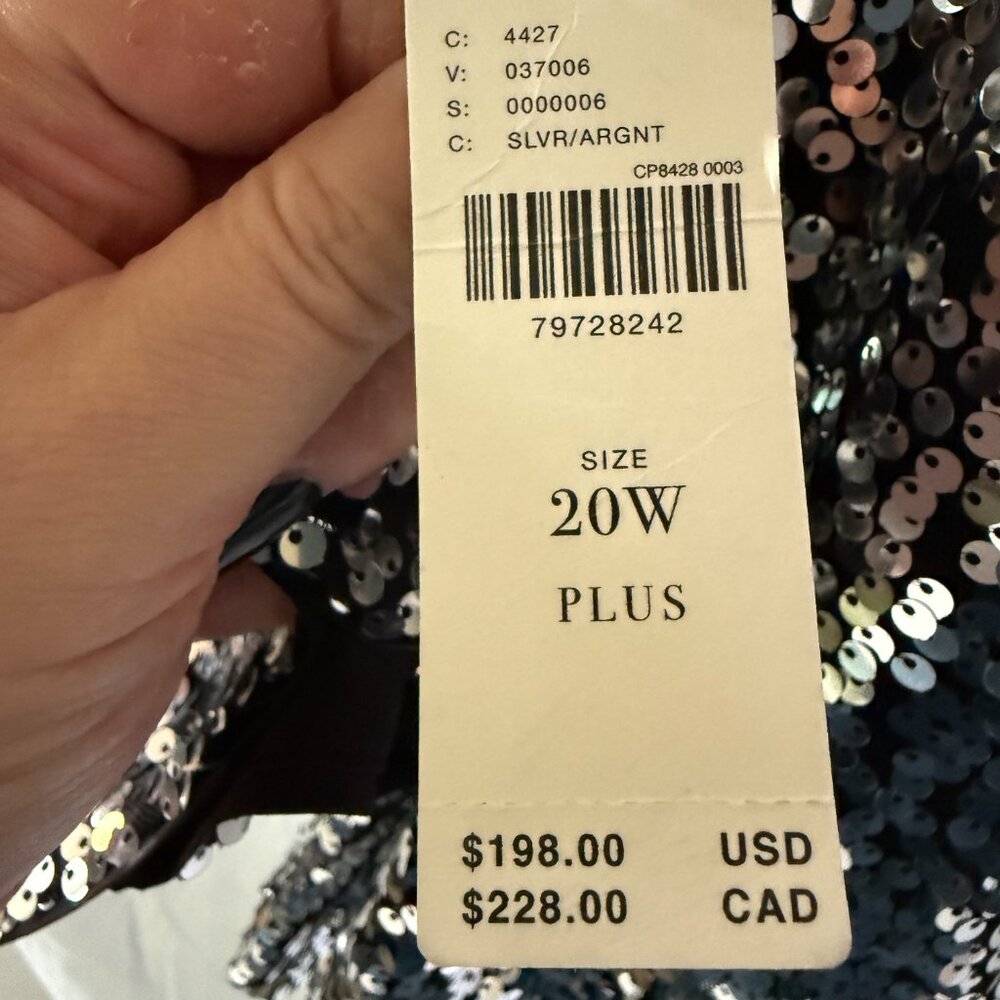 C: 4427
V: 037006
S: 0000006
C: SLVR/ARGNT
CP8428 0003
79728242
SIZE
20W
PLUS
$198.00 USD
$228.00 CAD